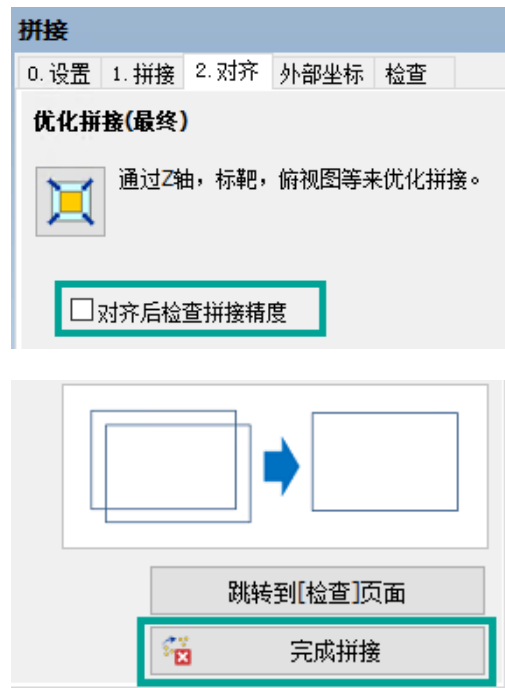 拼接
0. 设置 1. 拼接 2. 对齐 外部坐标 检查
优化拼接(最终)
通过Z轴，标靶，俯视图等来优化拼接。
对齐后检查拼接精度
跳转到[检查]页面
完成拼接